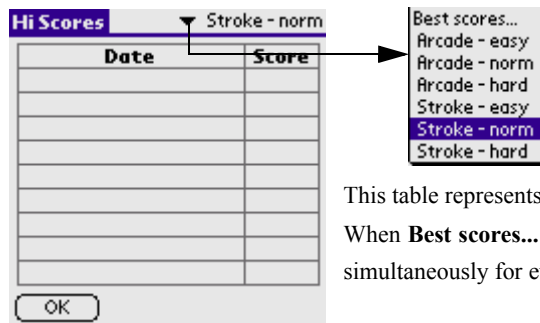 Hi Scores Stroke - norm
Date Score
OK
Best scores...
Arcade - easy
Arcade - norm
Arcade - hard
Stroke - easy
Stroke - norm
Stroke - hard
This table represents
When Best scores...
simultaneously for e